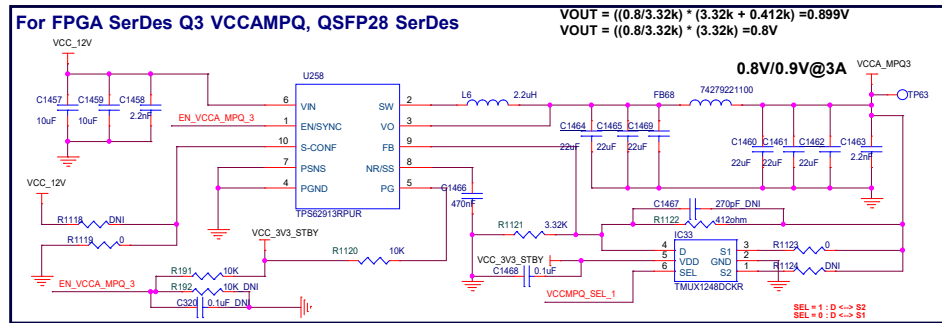 For FPGA SerDes Q3 VCCAMPQ, QSFP28 SerDes
VOUT = ((0.8/3.32k) * (3.32k + 0.412k) =0.899V
VOUT = ((0.8/3.32k) * (3.32k) =0.8V
0.8V/0.9V@3A
VCC_12V
VCCA_MPQ3
TP63
U258
C1457
10uF
C1459
10uF
C1458
2.2nF
6 VIN
SW 2
L6 2.2uH
FB68 74279221100
EN_VCCA_MPQ_3
1 EN/SYNC
VO 3
10 S-CONF
FB 9
7 PSNS
NR/SS 8
4 PGND
PG 5
TPS62913RPUR
C1464
22uF
C1465
22uF
C1469
22uF
C1460
22uF
C1461
22uF
C1462
22uF
C1463
2.2nF
C1466
470nF
VCC_12V
R1118 DNI
R1119 0
VCC_3V3_STBY
R1120 10K
R1121 3.32K
C1467 270pF_DNI
R1122 412ohm
IC33
4 D S1 3
5 VDD GND 2
6 SEL S2 1
TMUX1248DCKR
R1123 0
R1124 DNI
VCC_3V3_STBY
C1468 0.1uF
VCCMPQ_SEL_1
EN_VCCA_MPQ_3
R191 10K
R192 10K_DNI
C320 0.1uF_DNI
SEL = 1 : D <--> S2
SEL = 0 : D <--> S1